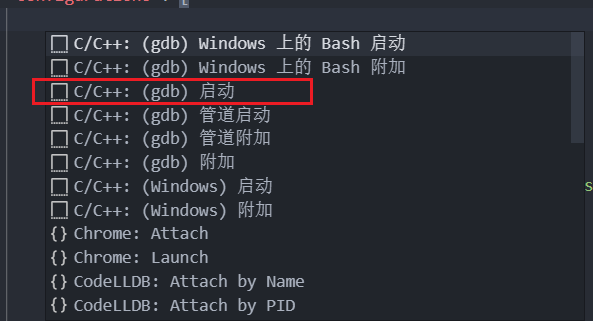 C/C++: (gdb) Windows 上的 Bash 启动
C/C++: (gdb) Windows 上的 Bash 附加
C/C++: (gdb) 启动
C/C++: (gdb) 管道启动
C/C++: (gdb) 管道附加
C/C++: (gdb) 附加
C/C++: (Windows) 启动
C/C++: (Windows) 附加
{} Chrome: Attach
{} Chrome: Launch
{} CodeLLDB: Attach by Name
{} CodeLLDB: Attach by PID